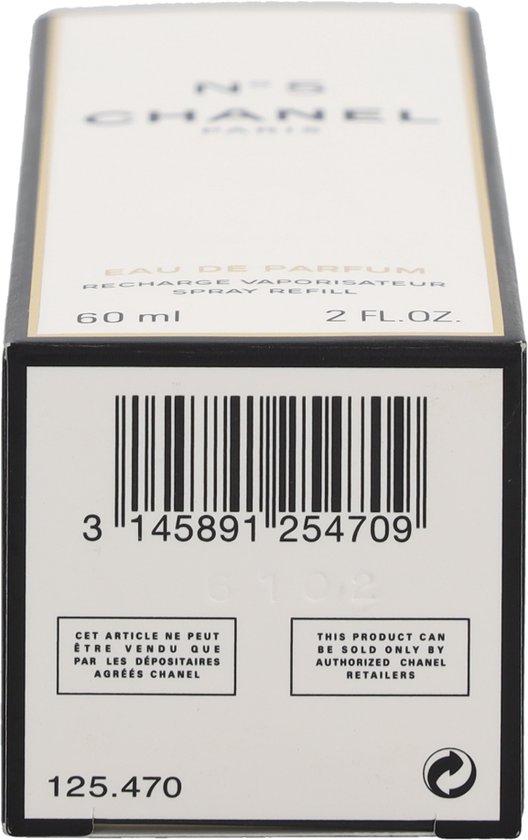 N°5
CHANEL
PARIS
EAU DE PARFUM
RECHARGE VAPORISATEUR
SPRAY REFILL
60 ml 2 FL.OZ.
3 145891 254709
6102
CET ARTICLE NE PEUT
ÊTRE VENDU QUE
PAR LES DÉPOSITAIRES
AGRÉÉS CHANEL
THIS PRODUCT CAN
BE SOLD ONLY BY
AUTHORIZED CHANEL
RETAILERS
125.470